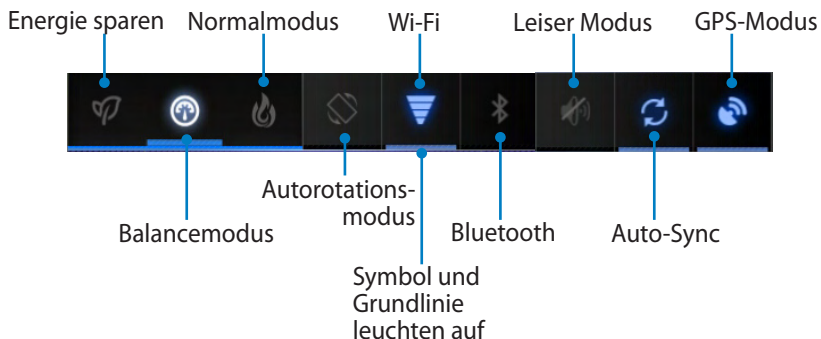 Energie sparen
Normalmodus
Wi-Fi
Leiser Modus
GPS-Modus
Autorotations-
modus
Balancemodus
Bluetooth
Auto-Sync
Symbol und
Grundlinie
leuchten auf